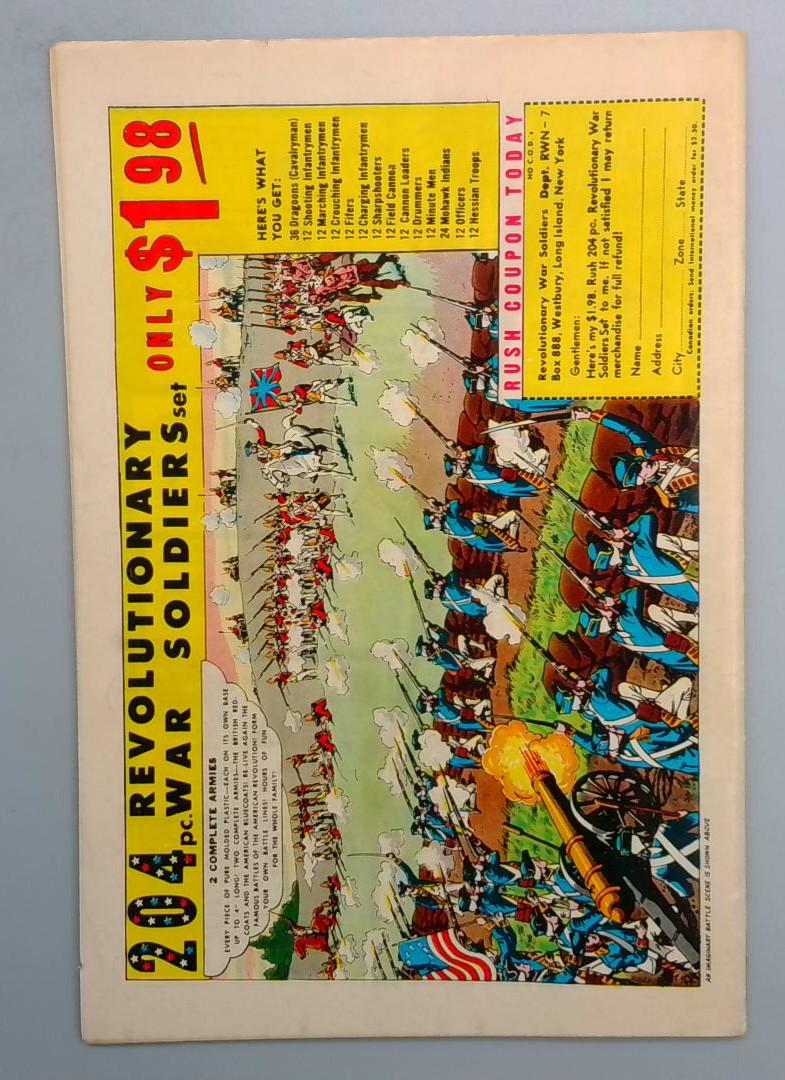 204 pc. REVOLUTIONARY
WAR SOLDIERS set ONLY $1.98
2 COMPLETE ARMIES
EVERY PIECE OF PURE MOLDED PLASTIC—EACH ON ITS OWN BASE
UP TO 4" LONG! TWO COMPLETE ARMIES—THE BRITISH RED-
COATS AND THE AMERICAN BLUECOATS! RE-LIVE AGAIN THE
FAMOUS BATTLES OF THE AMERICAN REVOLUTION! FORM
YOUR OWN BATTLE LINES! HOURS OF FUN
FOR THE WHOLE FAMILY!
HERE'S WHAT
YOU GET:
36 Dragoons (Cavalryman)
12 Shooting Infantrymen
12 Marching Infantrymen
12 Crouching Infantrymen
12 Fifers
12 Charging Infantrymen
12 Sharpshooters
12 Field Cannon
12 Cannon Loaders
12 Drummers
12 Minute Men
24 Mohawk Indians
12 Officers
12 Hessian Troops
RUSH COUPON TODAY
NO C.O.D.'s
Revolutionary War Soldiers Dept. RWN-7
Box 888, Westbury, Long Island, New York
Gentlemen:
Here's my $1.98. Rush 204 pc. Revolutionary War
Soldiers Set to me. If not satisfied I may return
merchandise for full refund!
Name
Address
City Zone State
Canadian orders: Send International money order for $2.50.
AN IMAGINARY BATTLE SCENE IS SHOWN ABOVE